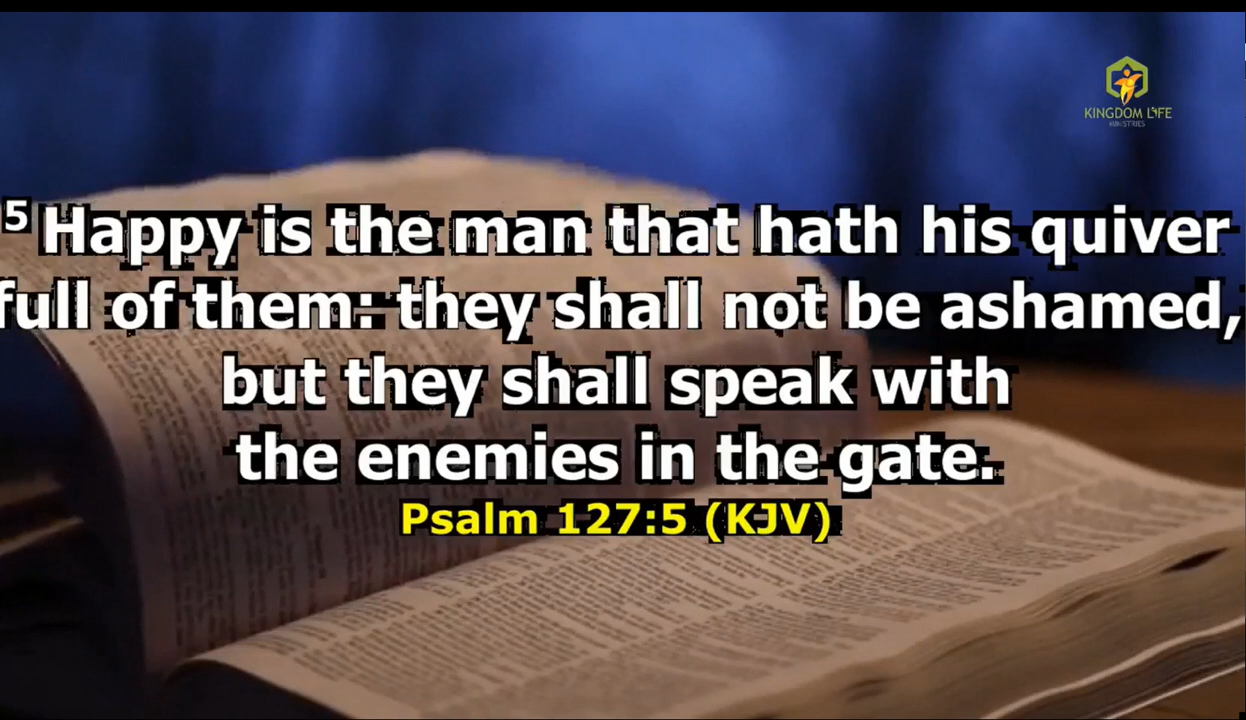 KINGDOM LIFE
MINISTRIES
5 Happy is the man that hath his quiver
full of them: they shall not be ashamed,
but they shall speak with
the enemies in the gate.
Psalm 127:5 (KJV)